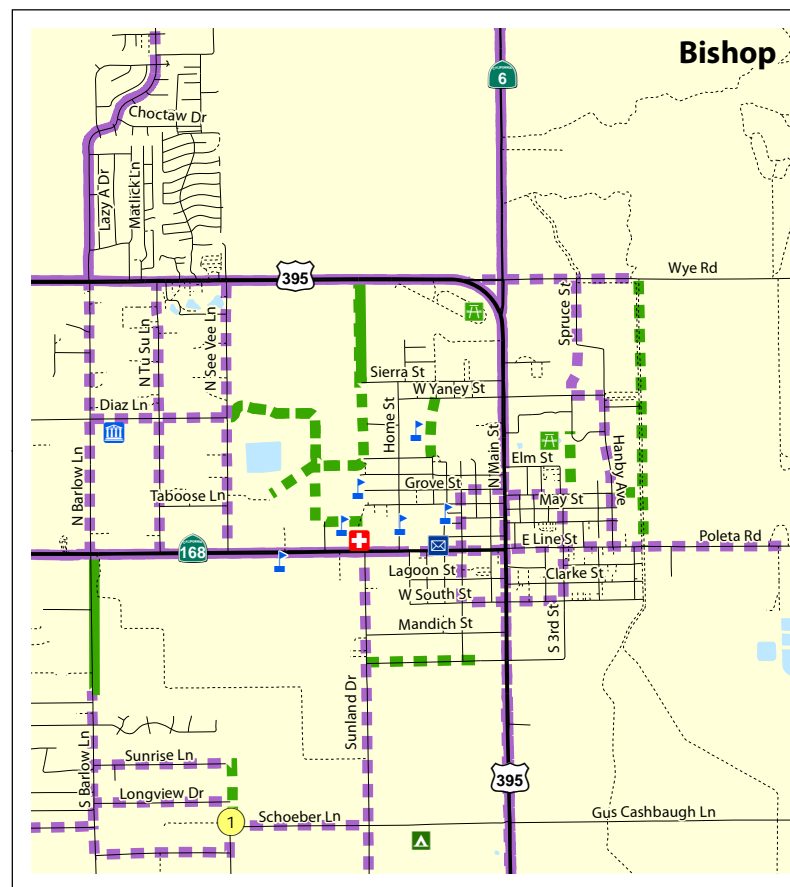 Bishop
CALIFORNIA
6
Choctaw Dr
Lazy A Dr
Matlick Ln
395
Wye Rd
Spruce St
N Tu Su Ln
N See Vee Ln
Sierra St
W Yaney St
Diaz Ln
Home St
N Main St
Hanby Ave
N Barlow Ln
Elm St
Grove St
Taboose Ln
May St
E Line St
Poleta Rd
CALIFORNIA
168
Lagoon St
Clarke St
W South St
Mandich St
S 3rd St
Sunland Dr
S Barlow Ln
Sunrise Ln
395
Longview Dr
1
Schoeber Ln
Gus Cashbaugh Ln